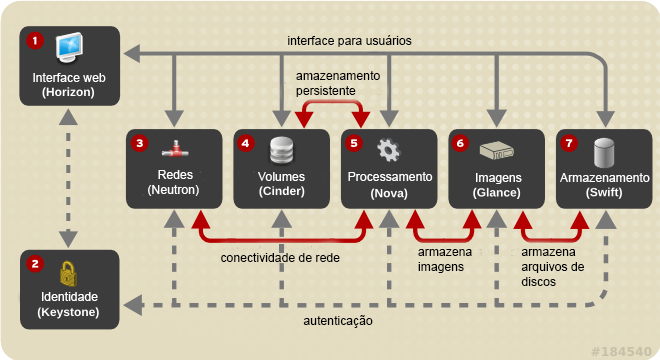 1
Interface web
(Horizon)
interface para usuários
amazenamento
persistente
3
Redes
(Neutron)
4
Volumes
(Cinder)
5
Processamento
(Nova)
6
Imagens
(Glance)
7
Armazenamento
(Swift)
2
Identidade
(Keystone)
conectividade de rede
armazena
imagens
armazena
arquivos de
discos
autenticação
#184540